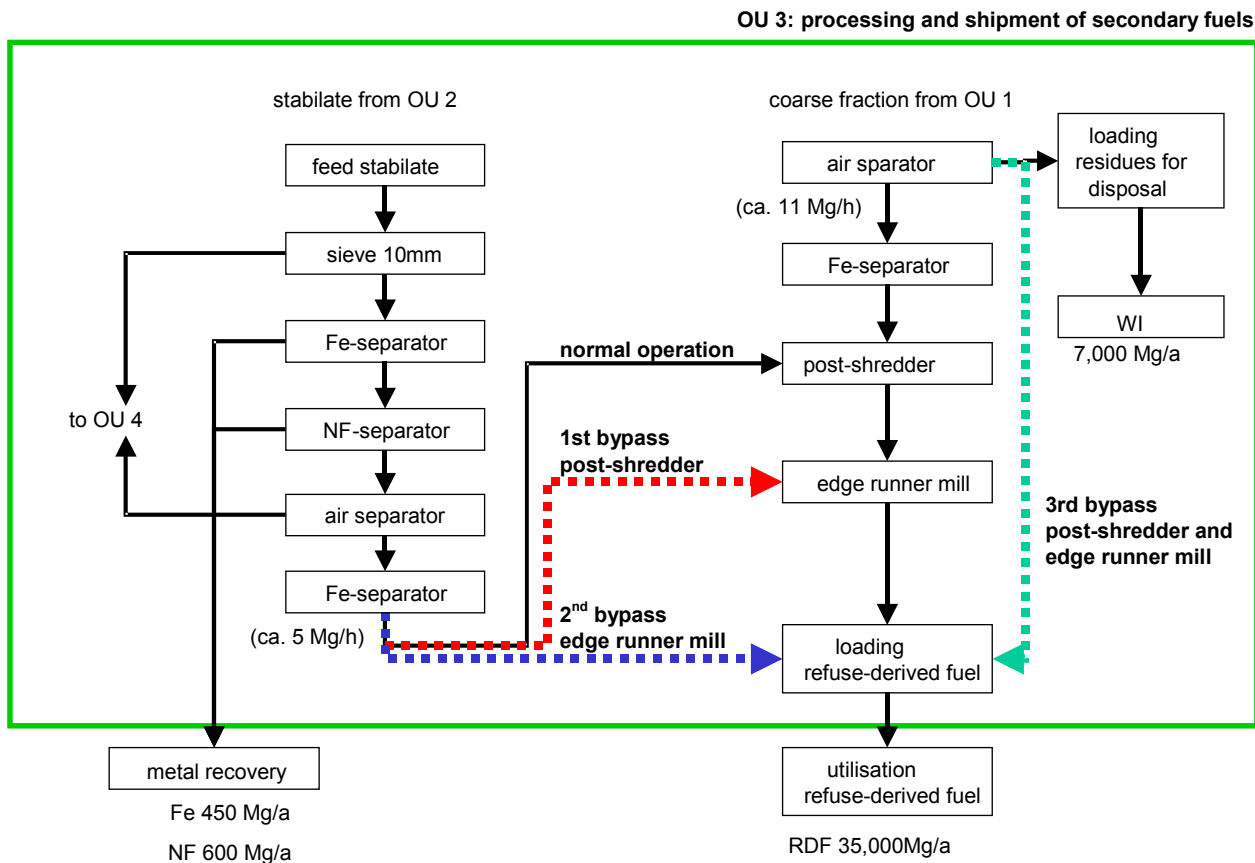 OU 3: processing and shipment of secondary fuels
stabilate from OU 2
feed stabilate
sieve 10mm
Fe-separator
to OU 4
NF-separator
air separator
Fe-separator
(ca. 5 Mg/h)
normal operation
1st bypass
post-shredder
2nd bypass
edge runner mill
coarse fraction from OU 1
air sparator
(ca. 11 Mg/h)
Fe-separator
post-shredder
edge runner mill
loading
refuse-derived fuel
loading
residues for
disposal
WI
7,000 Mg/a
3rd bypass
post-shredder and
edge runner mill
metal recovery
Fe 450 Mg/a
NF 600 Mg/a
utilisation
refuse-derived fuel
RDF 35,000Mg/a